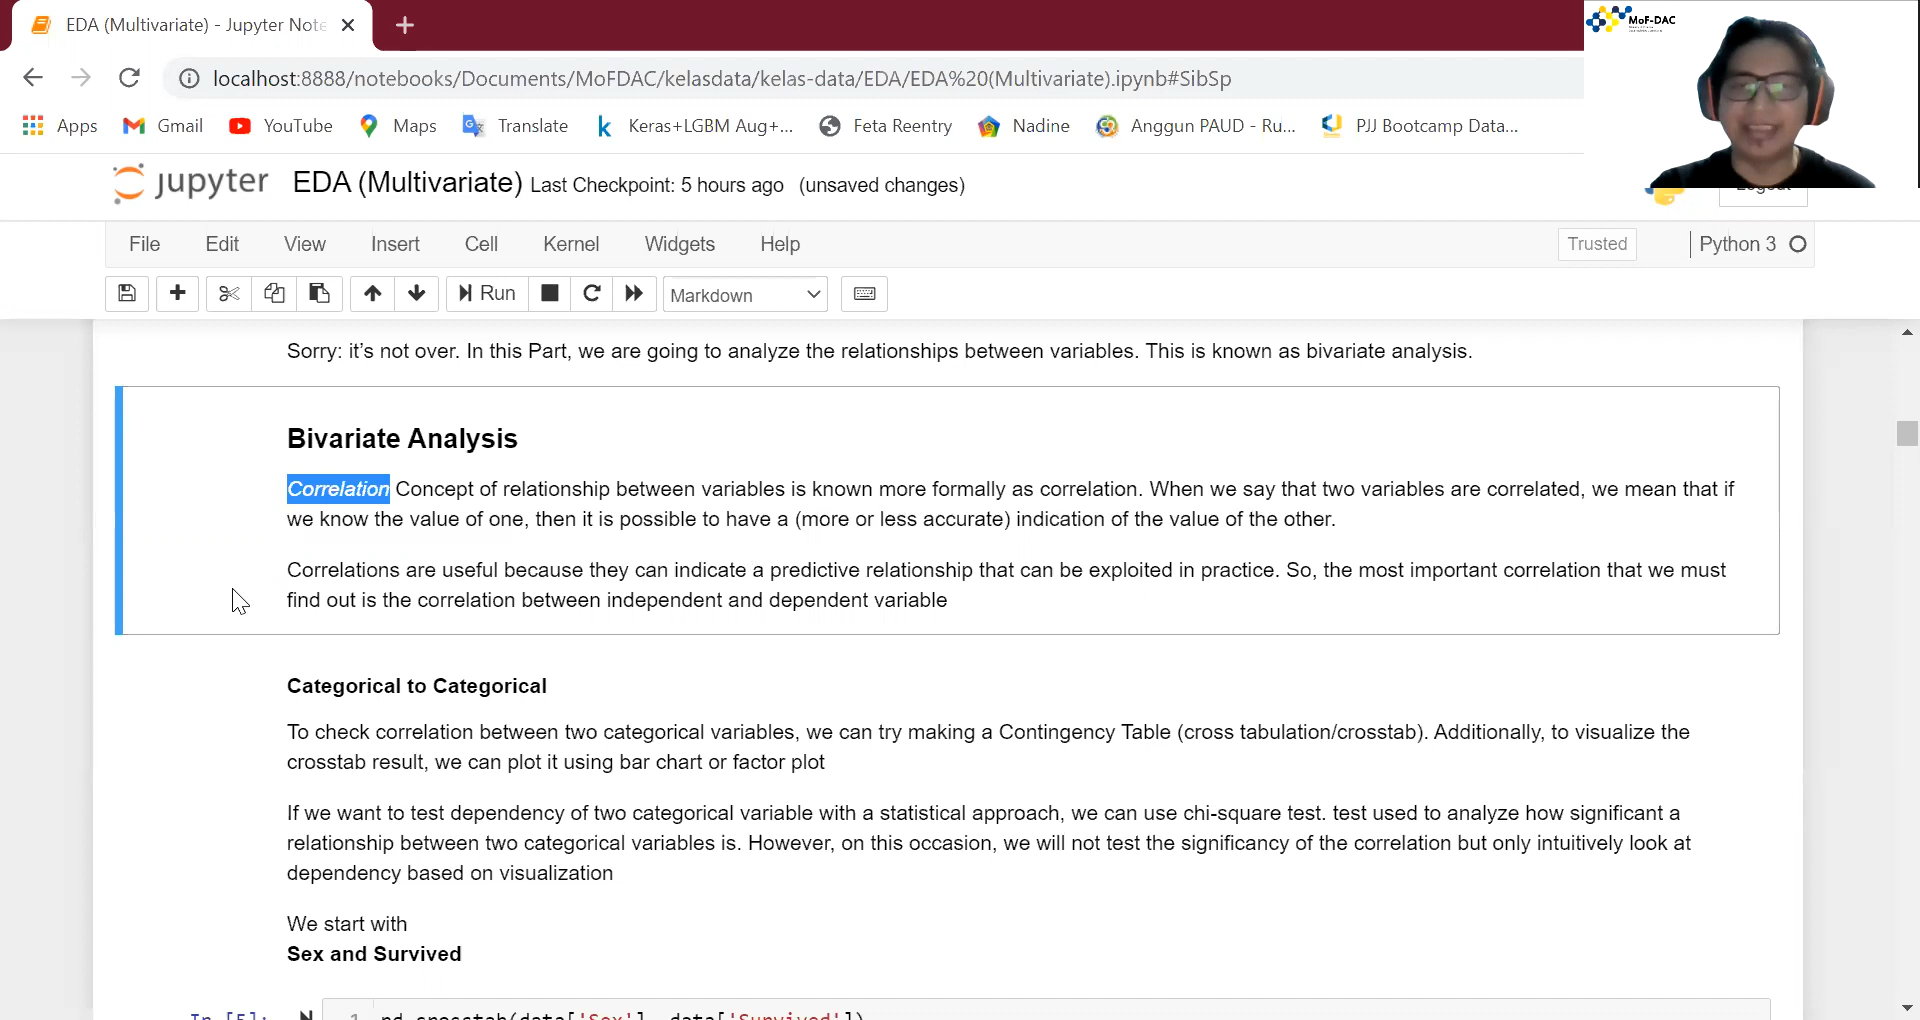 EDA (Multivariate) - Jupyter Note
MoF-DAC
localhost:8888/notebooks/Documents/MoFDAC/kelasdata/kelas-data/EDA/EDA%20(Multivariate).ipynb#SibSp
Apps Gmail YouTube Maps Translate Keras+LGBM Aug+... Feta Reentry Nadine Anggun PAUD - Ru... PJJ Bootcamp Data...
jupyter EDA (Multivariate) Last Checkpoint: 5 hours ago (unsaved changes)
Logout
File Edit View Insert Cell Kernel Widgets Help Trusted Python 3
Run Markdown
Sorry: it's not over. In this Part, we are going to analyze the relationships between variables. This is known as bivariate analysis.
Bivariate Analysis
Correlation Concept of relationship between variables is known more formally as correlation. When we say that two variables are correlated, we mean that if
we know the value of one, then it is possible to have a (more or less accurate) indication of the value of the other.
Correlations are useful because they can indicate a predictive relationship that can be exploited in practice. So, the most important correlation that we must
find out is the correlation between independent and dependent variable
Categorical to Categorical
To check correlation between two categorical variables, we can try making a Contingency Table (cross tabulation/crosstab). Additionally, to visualize the
crosstab result, we can plot it using bar chart or factor plot
If we want to test dependency of two categorical variable with a statistical approach, we can use chi-square test. test used to analyze how significant a
relationship between two categorical variables is. However, on this occasion, we will not test the significancy of the correlation but only intuitively look at
dependency based on visualization
We start with
Sex and Survived
In [5]: 1 pd.crosstab(data['Sex'], data['Survived'])